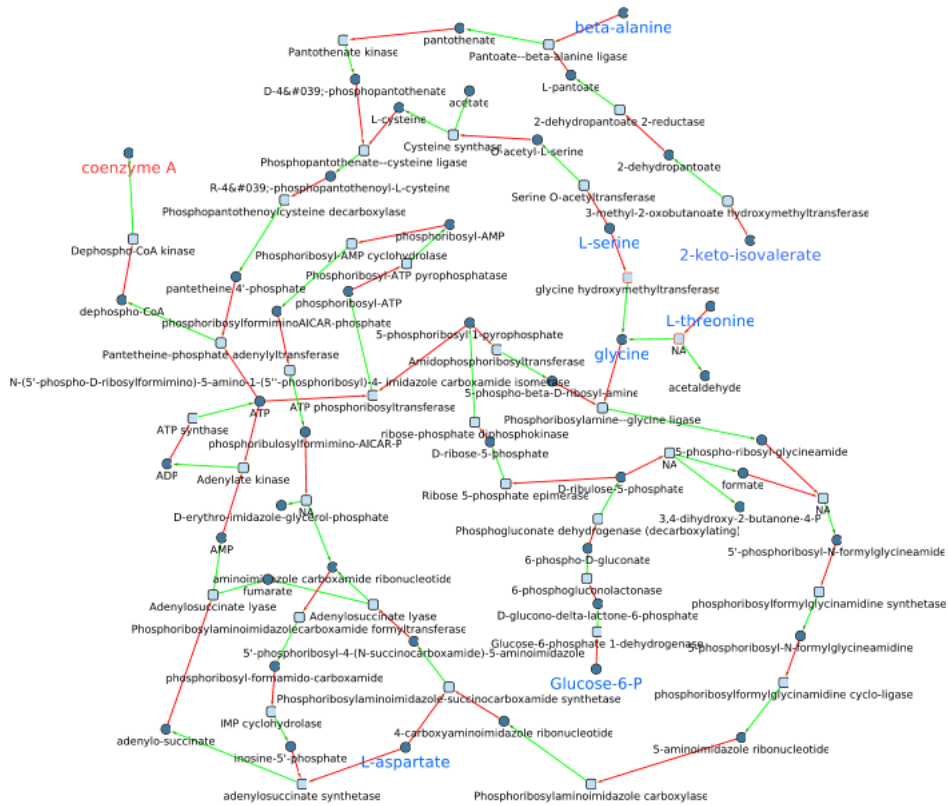 beta-alanine
pantothenate
Pantothenate kinase
Pantoate--beta-alanine ligase
L-pantoate
D-4&#039;-phosphopantothenate
acetate
L-cysteine
2-dehydropantoate 2-reductase
Cysteine synthase
O-acetyl-L-serine
Phosphopantothenate--cysteine ligase
2-dehydropantoate
coenzyme A
R-4&#039;-phosphopantothenoyl-L-cysteine
Serine O-acetyltransferase
Phosphopantothenoylcysteine decarboxylase
3-methyl-2-oxobutanoate hydroxymethyltransferase
phosphoribosyl-AMP
L-serine
Dephospho-CoA kinase
Phosphoribosyl-AMP cyclohydrolase
2-keto-isovalerate
Phosphoribosyl-ATP pyrophosphatase
pantetheine 4'-phosphate
glycine hydroxymethyltransferase
phosphoribosyl-ATP
dephospho-CoA
phosphoribosylformiminoAICAR-phosphate
L-threonine
5-phosphoribosyl 1-pyrophosphate
Pantetheine-phosphate adenylyltransferase
glycine
NA
Amidophosphoribosyltransferase
N-(5'-phospho-D-ribosylformimino)-5-amino-1-(5''-phosphoribosyl)-4- imidazole carboxamide isometase
acetaldehyde
5-phospho-beta-D-ribosyl-amine
ATP
ATP phosphoribosyltransferase
Phosphoribosylamine--glycine ligase
ATP synthase
ribose-phosphate diphosphokinase
phosphoribulosylformimino-AICAR-P
D-ribose-5-phosphate
5-phospho-ribosyl-glycineamide
NA
ADP
Adenylate kinase
D-ribulose-5-phosphate
formate
Ribose 5-phosphate epimerase
NA
D-erythro-imidazole-glycerol-phosphate
3,4-dihydroxy-2-butanone-4-P
NA
Phosphogluconate dehydrogenase (decarboxylating)
AMP
5'-phosphoribosyl-N-formylglycineamide
6-phospho-D-gluconate
aminoimidazole carboxamide ribonucleotide
fumarate
6-phosphogluconolactonase
phosphoribosylformylglycinamidine synthetase
Adenylosuccinate lyase
Adenylosuccinate lyase
D-glucono-delta-lactone-6-phosphate
Phosphoribosylaminoimidazolecarboxamide formyltransferase
Glucose-6-phosphate 1-dehydrogenase
5-phosphoribosyl-N-formylglycineamidine
5'-phosphoribosyl-4-(N-succinocarboxamide)-5-aminoimidazole
phosphoribosyl-formamido-carboxamide
Glucose-6-P
phosphoribosylformylglycinamidine cyclo-ligase
Phosphoribosylaminoimidazole-succinocarboxamide synthetase
IMP cyclohydrolase
4-carboxyaminoimidazole ribonucleotide
adenylo-succinate
5-aminoimidazole ribonucleotide
inosine-5'-phosphate
L-aspartate
adenylosuccinate synthetase
Phosphoribosylaminoimidazole carboxylase